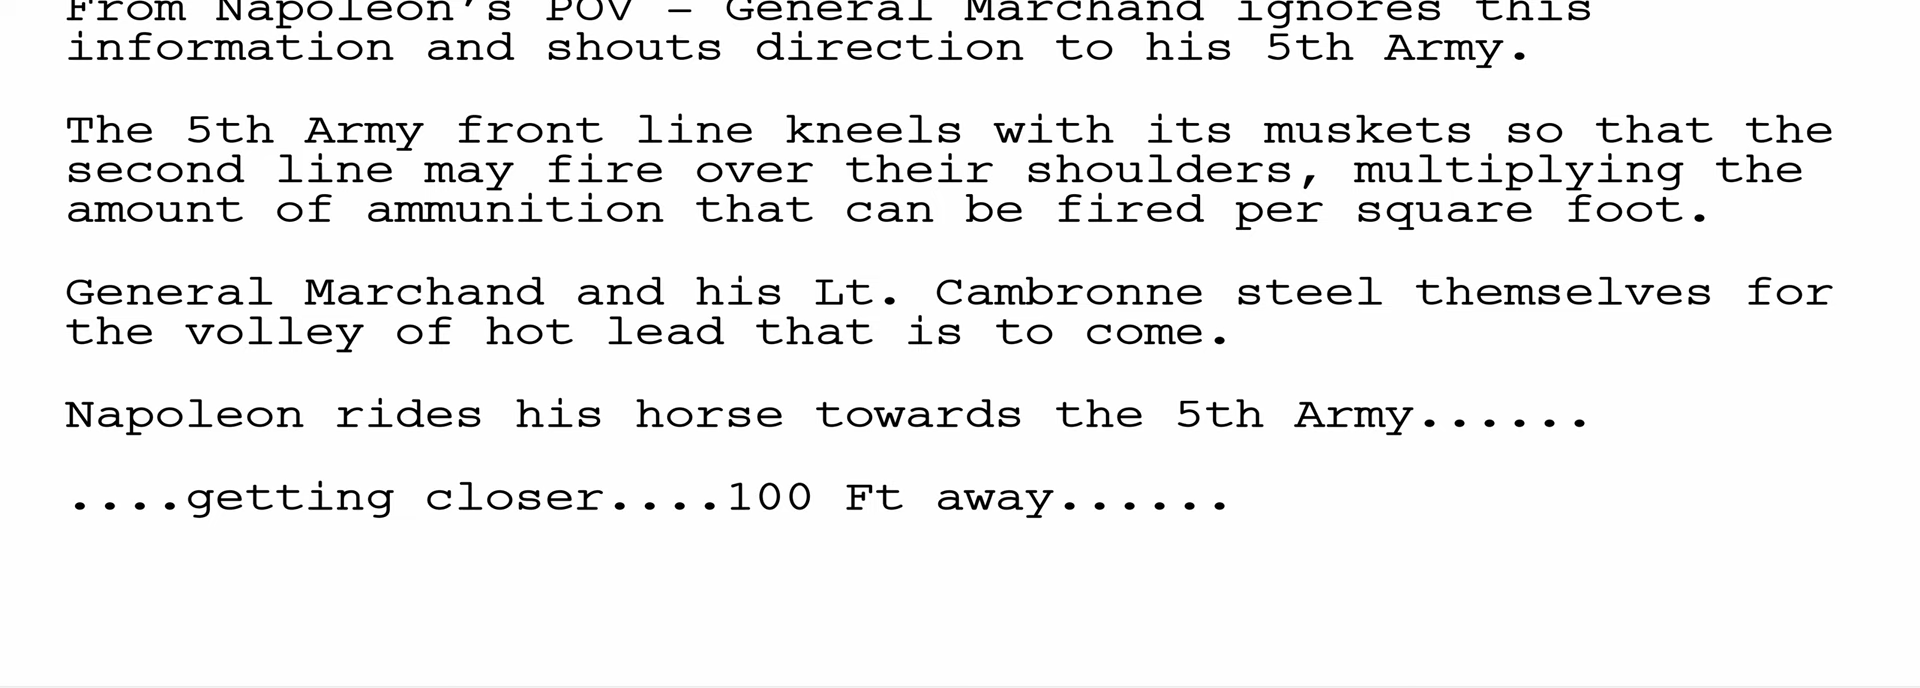 From Napoleon's POV – General Marchand ignores this
information and shouts direction to his 5th Army.
The 5th Army front line kneels with its muskets so that the
second line may fire over their shoulders, multiplying the
amount of ammunition that can be fired per square foot.
General Marchand and his Lt. Cambronne steel themselves for
the volley of hot lead that is to come.
Napoleon rides his horse towards the 5th Army......
....getting closer....100 Ft away......